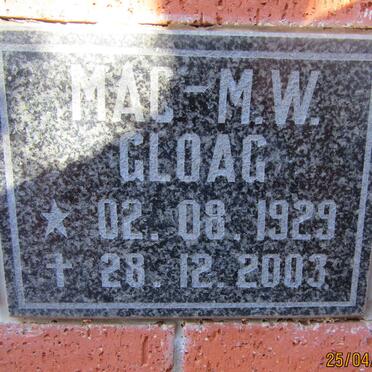 MAC-M.W.
GLOAG
★ 02. 08. 1929
✝ 28. 12. 2003
25/04